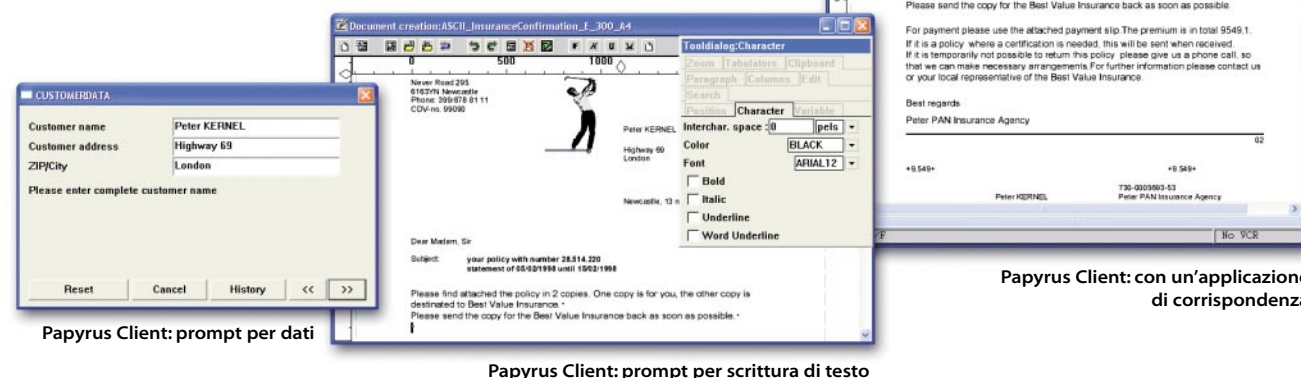 CUSTOMERDATA
Customer name Peter KERNEL
Customer address Highway 69
ZIP/City London
Please enter complete customer name
Reset Cancel History << >>
Papyrus Client: prompt per dati
Document creation:ASCII_InsuranceConfirmation_E_300_A4
F K U W
0 500 1000
Never Road 295
6163YN Newcastle
Phone: 399/878 81 11
COV-no. 99090
Peter KERNEL
Highway 69
London
Newcastle, 13 n
Dear Madam, Sir
Subject: your policy with number 28.514.220
statement of 05/02/1998 until 15/02/1998
Please find attached the policy in 2 copies. One copy is for you, the other copy is
destinated to Best Value Insurance.
Please send the copy for the Best Value Insurance back as soon as possible.
Tooldialog:Character
Zoom Tabulators Clipboard
Paragraph Columns Edit
Search
Position Character Variable
Interchar. space :0 pels
Color BLACK
Font ARIAL12
Bold
Italic
Underline
Word Underline
Papyrus Client: prompt per scrittura di testo
Please send the copy for the Best Value Insurance back as soon as possible.
For payment please use the attached payment slip.The premium is in total 9549,1.
If it is a policy where a certification is needed, this will be sent when received.
If it is temporarily not possible to return this policy please give us a phone call, so
that we can make necessary arrangements.For further information please contact us
or your local representative of the Best Value Insurance.
Best regards
Peter PAN Insurance Agency
02
+9.549+ +9.549+
730-0005693-53
Peter KERNEL Peter PAN Insurance Agency
No VCR
Papyrus Client: con un'applicazione
di corrispondenza